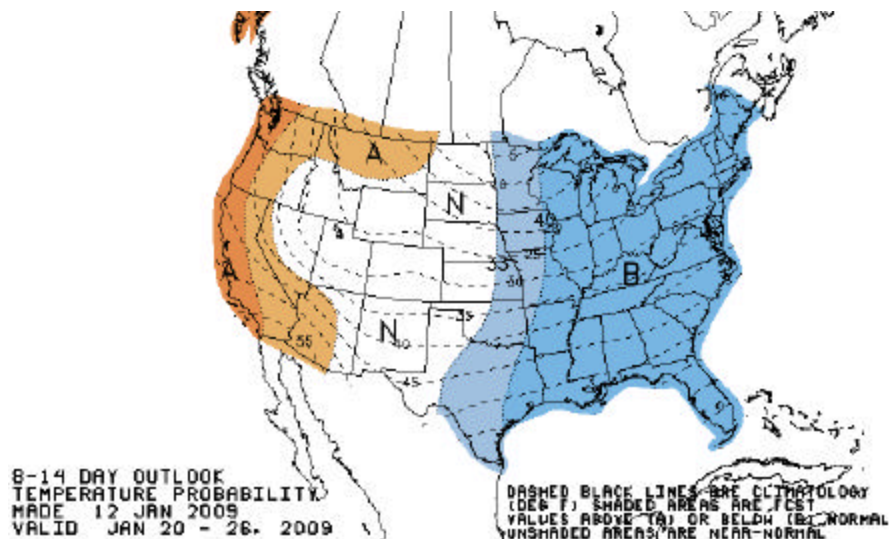 A
N
A
B
N
40
35
35
40
45
55
8-14 DAY OUTLOOK
TEMPERATURE PROBABILITY
MADE 12 JAN 2009
VALID JAN 20 - 26, 2009
DASHED BLACK LINES ARE CLIMATOLOGY
(DEG F) SHADED AREAS ARE FCST
VALUES ABOVE (A) OR BELOW (B) NORMAL
UNSHADED AREAS ARE NEAR-NORMAL